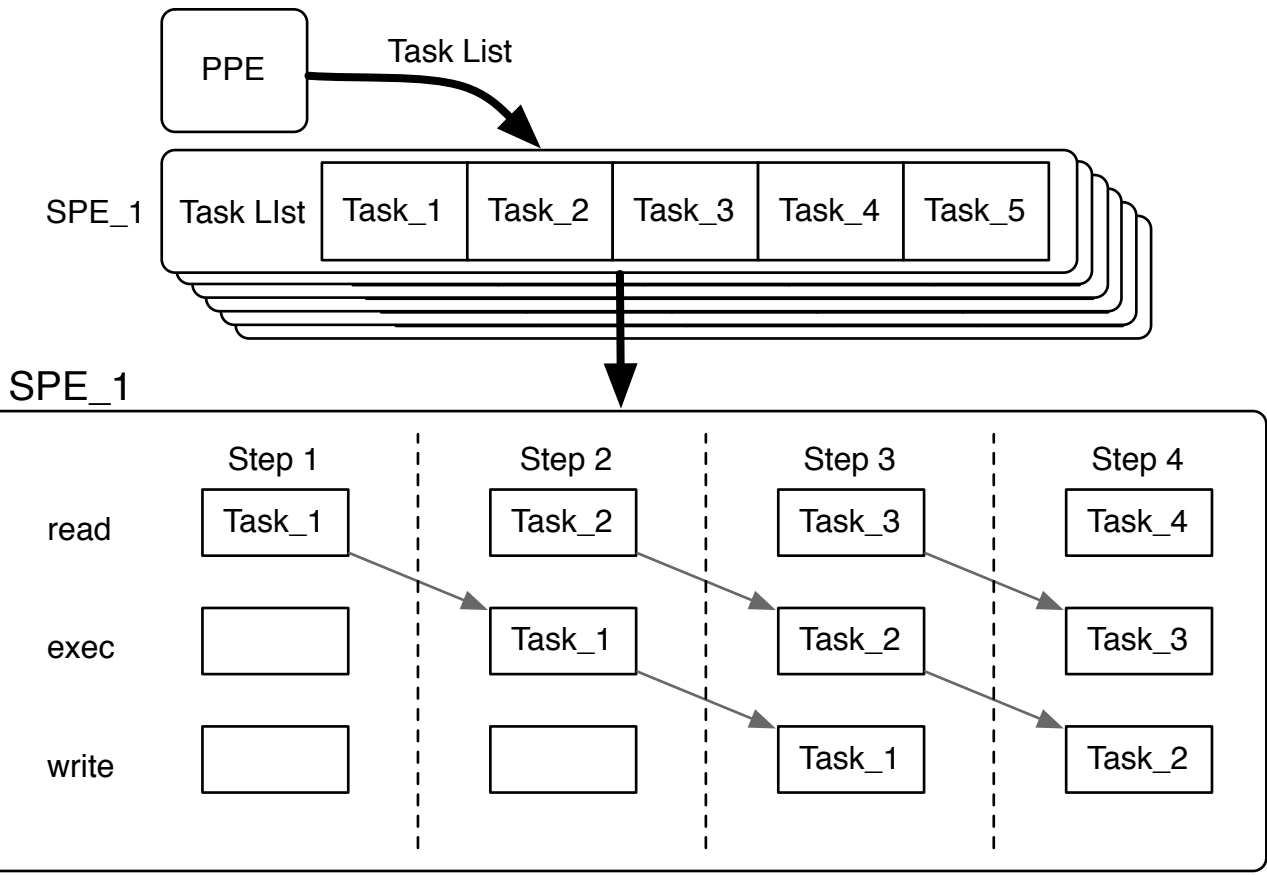 PPE
Task List
SPE_1
Task LIst Task_1 Task_2 Task_3 Task_4 Task_5
SPE_1
Step 1 Step 2 Step 3 Step 4
read Task_1 Task_2 Task_3 Task_4
exec Task_1 Task_2 Task_3
write Task_1 Task_2